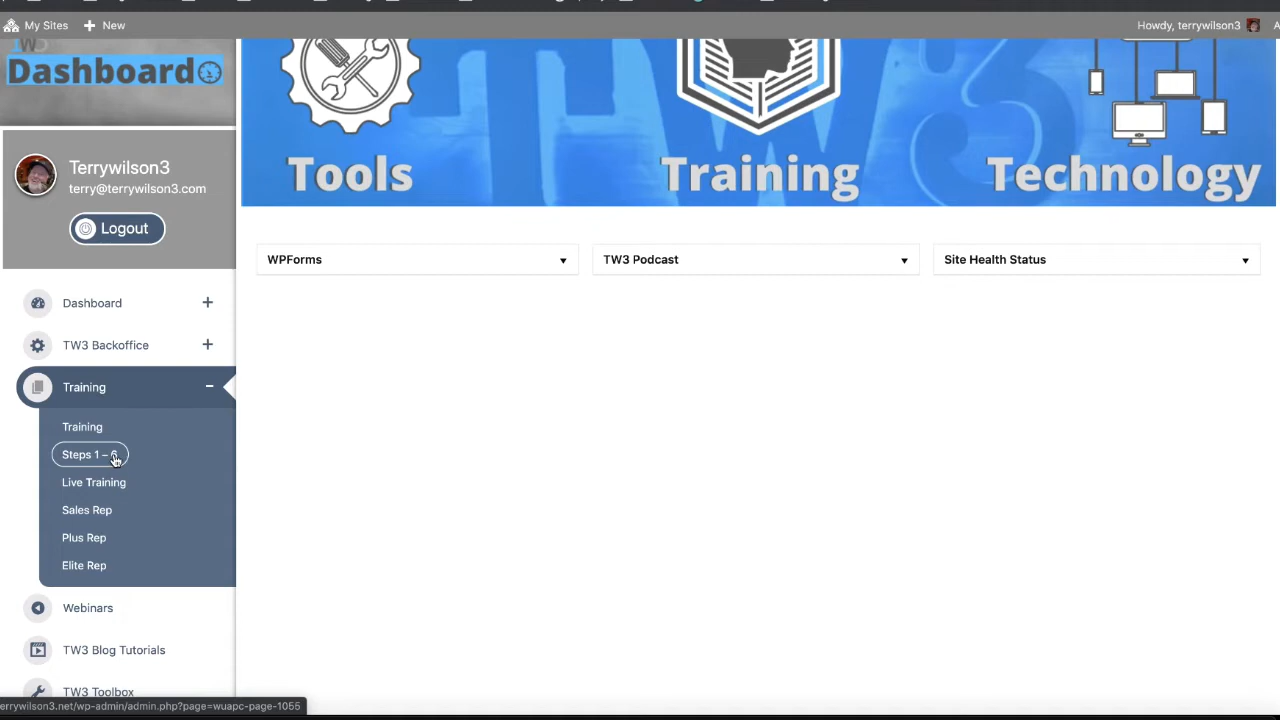 My Sites
New
Howdy, terrywilson3
Dashboard
Tools
Training
Technology
Terrywilson3
terry@terrywilson3.com
Logout
WPForms
TW3 Podcast
Site Health Status
Dashboard
TW3 Backoffice
Training
Training
Steps 1 –
Live Training
Sales Rep
Plus Rep
Elite Rep
Webinars
TW3 Blog Tutorials
TW3 Toolbox
errywilson3.net/wp-admin/admin.php?page=wuapc-page-1055